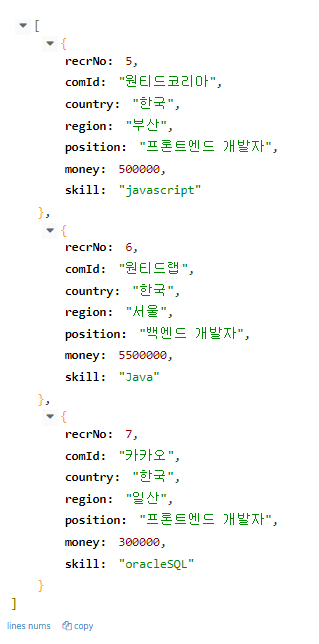 [
{
recrNo: 5,
comId: "원티드코리아",
country: "한국",
region: "부산",
position: "프론트엔드 개발자",
money: 500000,
skill: "javascript"
},
{
recrNo: 6,
comId: "원티드랩",
country: "한국",
region: "서울",
position: "백엔드 개발자",
money: 5500000,
skill: "Java"
},
{
recrNo: 7,
comId: "카카오",
country: "한국",
region: "일산",
position: "프론트엔드 개발자",
money: 300000,
skill: "oracleSQL"
}
]
lines nums copy